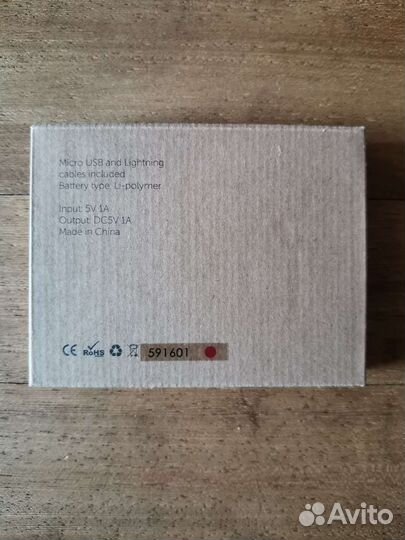 Micro USB and Lightning
cables included
Battery type: Li-polymer
Input: 5V 1A
Output: DC5V 1A
Made in China
CE RoHS 591601
Avito